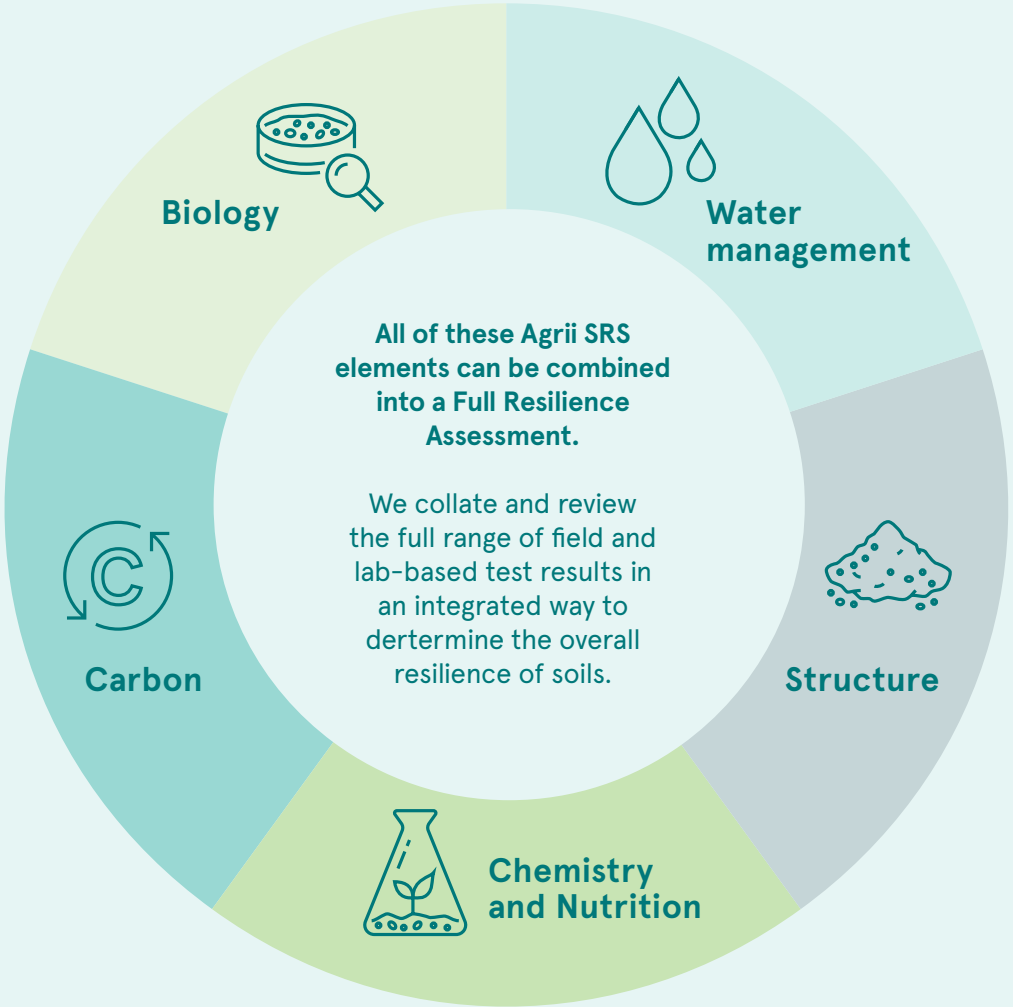 Biology
Water
management
All of these Agrii SRS
elements can be combined
into a Full Resilience
Assessment.
We collate and review
the full range of field and
lab-based test results in
an integrated way to
dertermine the overall
resilience of soils.
C
Carbon
Structure
Chemistry
and Nutrition